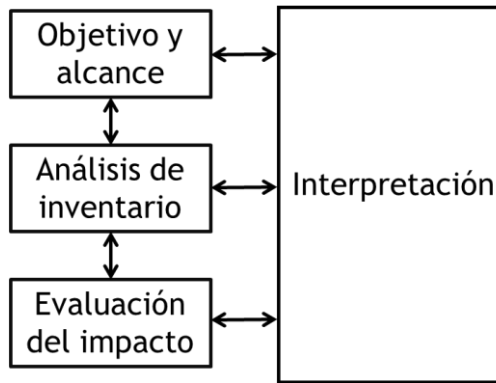 Objetivo y
alcance
Análisis de
inventario
Interpretación
Evaluación
del impacto